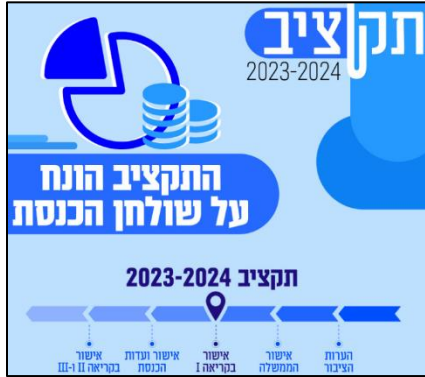 תקציב
2023-2024
התקציב הונח
על שולחן הכנסת
תקציב 2023-2024
הערות
הציבור
אישור
הממשלה
אישור
בקריאה I
אישור ועדות
הכנסת
אישור
בקריאה II ו-III